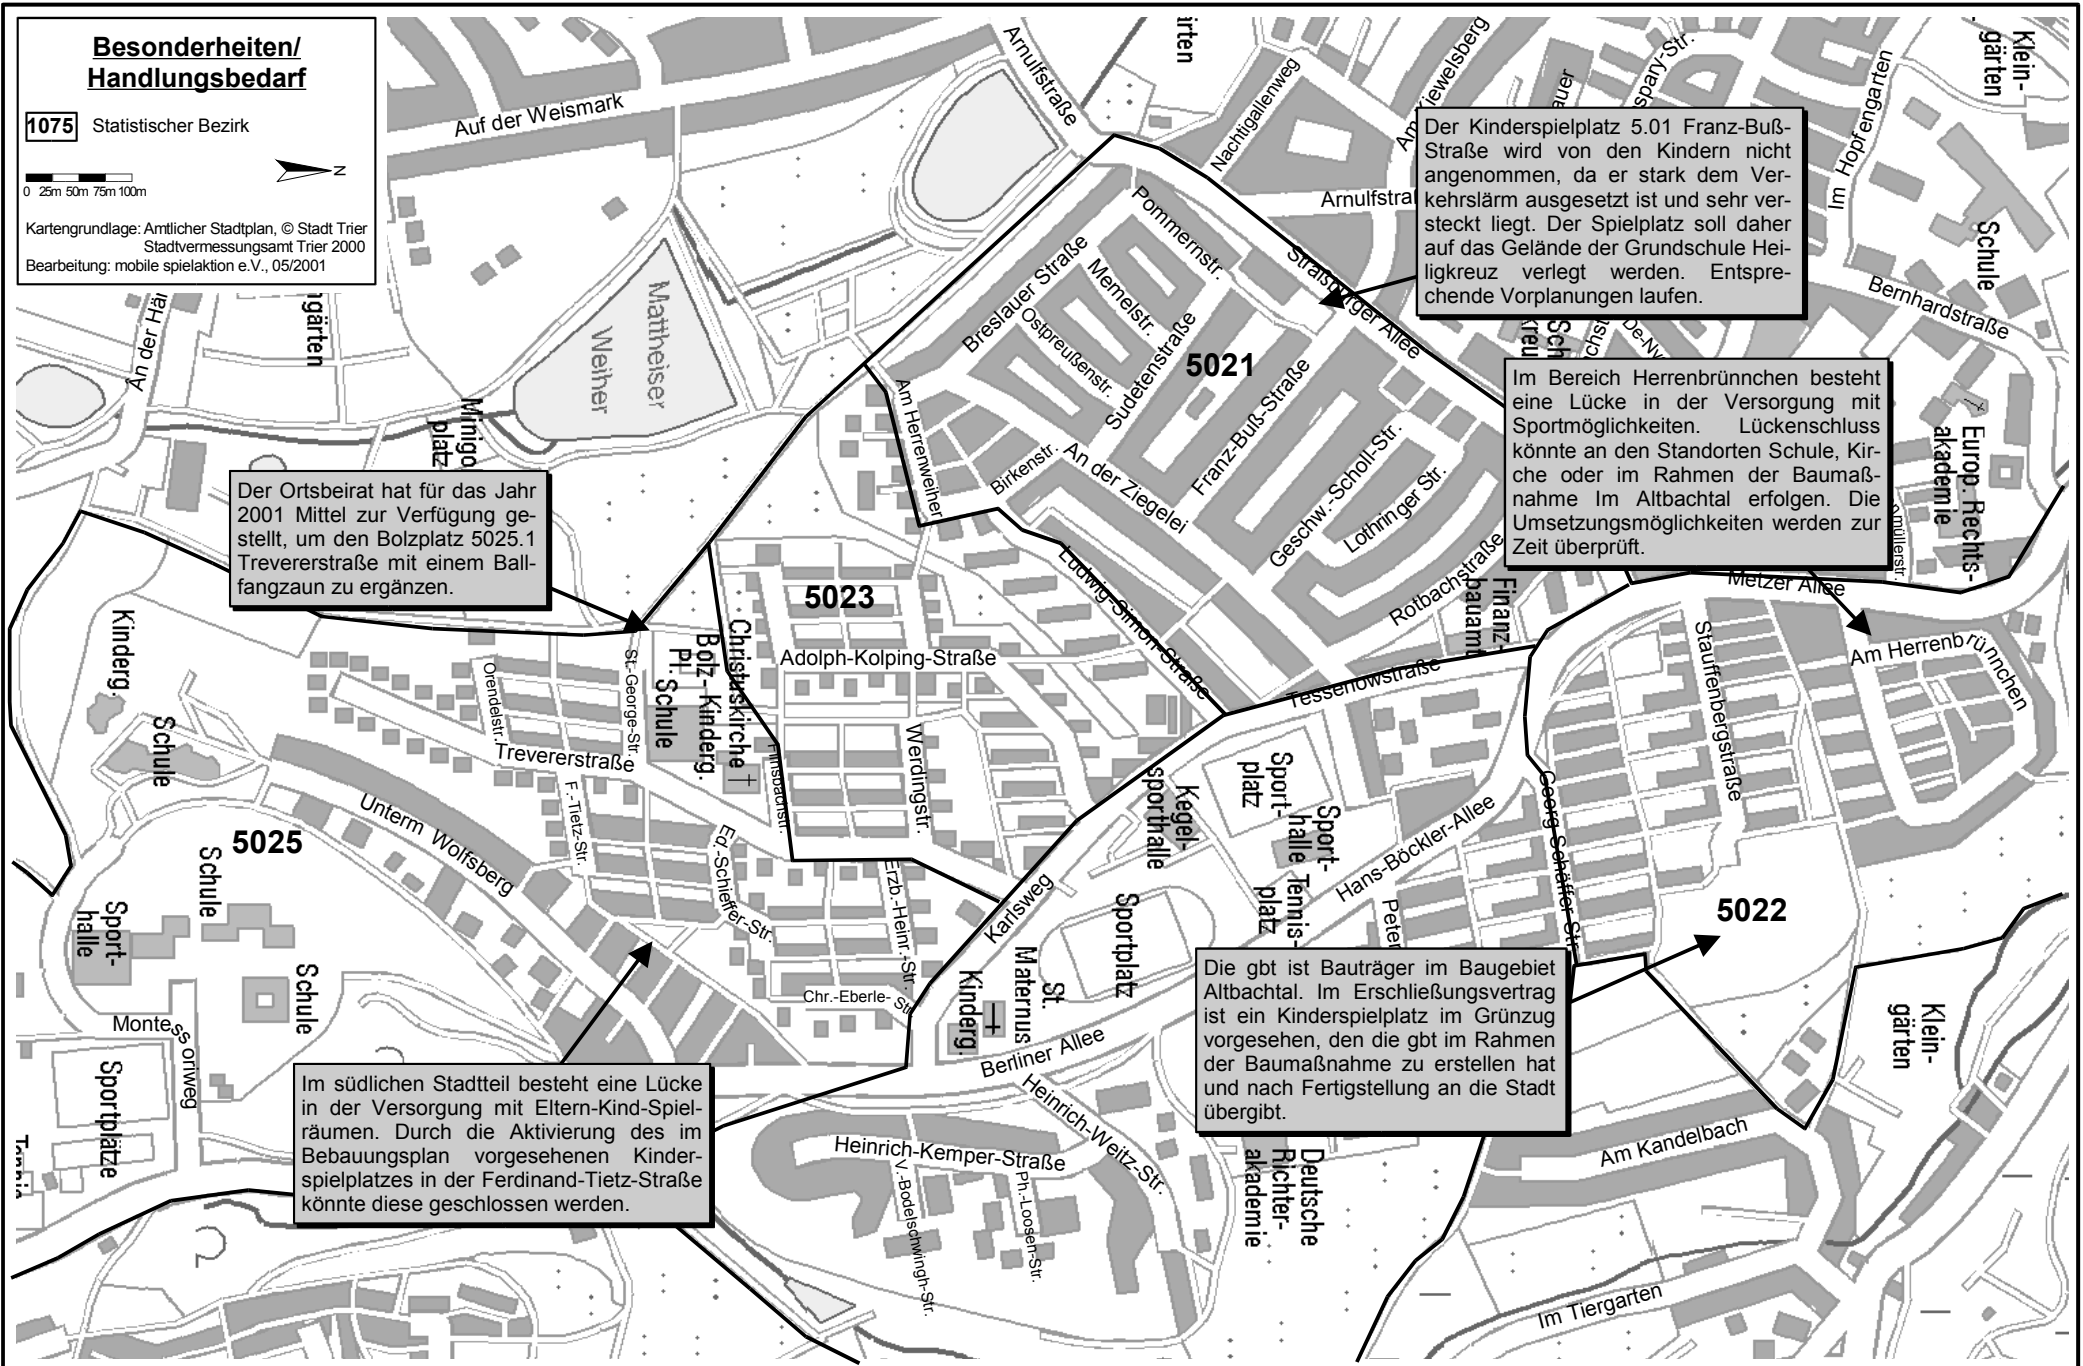 Besonderheiten/
Handlungsbedarf
1075 Statistischer Bezirk
N
0 25m 50m 75m 100m
Kartengrundlage: Amtlicher Stadtplan, © Stadt Trier
Stadtvermessungsamt Trier 2000
Bearbeitung: mobile spielaktion e.V., 05/2001
Auf der Weismark
Arnulfstraße
Nachtigallenweg
Klein-
gärten
Im Hopfengarten
Der Kinderspielplatz 5.01 Franz-Buß-
Straße wird von den Kindern nicht
angenommen, da er stark dem Ver-
kehrslärm ausgesetzt ist und sehr ver-
steckt liegt. Der Spielplatz soll daher
auf das Gelände der Grundschule Hei-
ligkreuz verlegt werden. Entspre-
chende Vorplanungen laufen.
Schule
Bernhardstraße
Pommernstr.
Straßburger Allee
Breslauer Straße
Memelstr.
Ostpreußenstr.
Sudetenstraße
5021
Franz-Buß-Straße
Geschw.-Scholl-Str.
Lothringer Str.
Rotbachstraße
Finanz-
bauamt
An der Ziegelei
Birkenstr.
Am Herrenweiher
Ludwig-Simon-Straße
Mattheiser
Weiher
Im Bereich Herrenbrünnchen besteht
eine Lücke in der Versorgung mit
Sportmöglichkeiten. Lückenschluss
könnte an den Standorten Schule, Kir-
che oder im Rahmen der Baumaß-
nahme Im Altbachtal erfolgen. Die
Umsetzungsmöglichkeiten werden zur
Zeit überprüft.
Europ. Rechts-
akademie
Metzer Allee
Am Herrenbrünnchen
Stauffenbergstraße
Der Ortsbeirat hat für das Jahr
2001 Mittel zur Verfügung ge-
stellt, um den Bolzplatz 5025.1
Trevererstraße mit einem Ball-
fangzaun zu ergänzen.
5023
Adolph-Kolping-Straße
Werdingstr.
Christuskirche
Bolz-
Pl.
Kinderg.
Schule
St.-George-Str.
Orendelstr.
Trevererstraße
Filmsbachstr.
Kinderg.
Schule
Unterm Wolfsberg
F.-Tietz-Str.
Ed.-Schieffer-Str.
Erzb.-Heinr.-Str.
Chr.-Eberle-Str.
Karlsweg
Tessenowstraße
Kegel-
sporthalle
Sport-
platz
Sport-
halle
Tennis-
platz
Hans-Böckler-Allee
Georg Schäffer Str.
5022
5025
Schule
Sport-
halle
Schule
Montessoriweg
Sportplätze
Sportplatz
St.
Maternus
Kinderg.
Berliner Allee
Die gbt ist Bauträger im Baugebiet
Altbachtal. Im Erschließungsvertrag
ist ein Kinderspielplatz im Grünzug
vorgesehen, den die gbt im Rahmen
der Baumaßnahme zu erstellen hat
und nach Fertigstellung an die Stadt
übergibt.
Klein-
gärten
Im südlichen Stadtteil besteht eine Lücke
in der Versorgung mit Eltern-Kind-Spiel-
räumen. Durch die Aktivierung des im
Bebauungsplan vorgesehenen Kinder-
spielplatzes in der Ferdinand-Tietz-Straße
könnte diese geschlossen werden.
Heinrich-Weitz-Str.
Heinrich-Kemper-Straße
V.-Bodelschwingh-Str.
Ph.-Loosen-Str.
Deutsche
Richter-
akademie
Am Kandelbach
Im Tiergarten